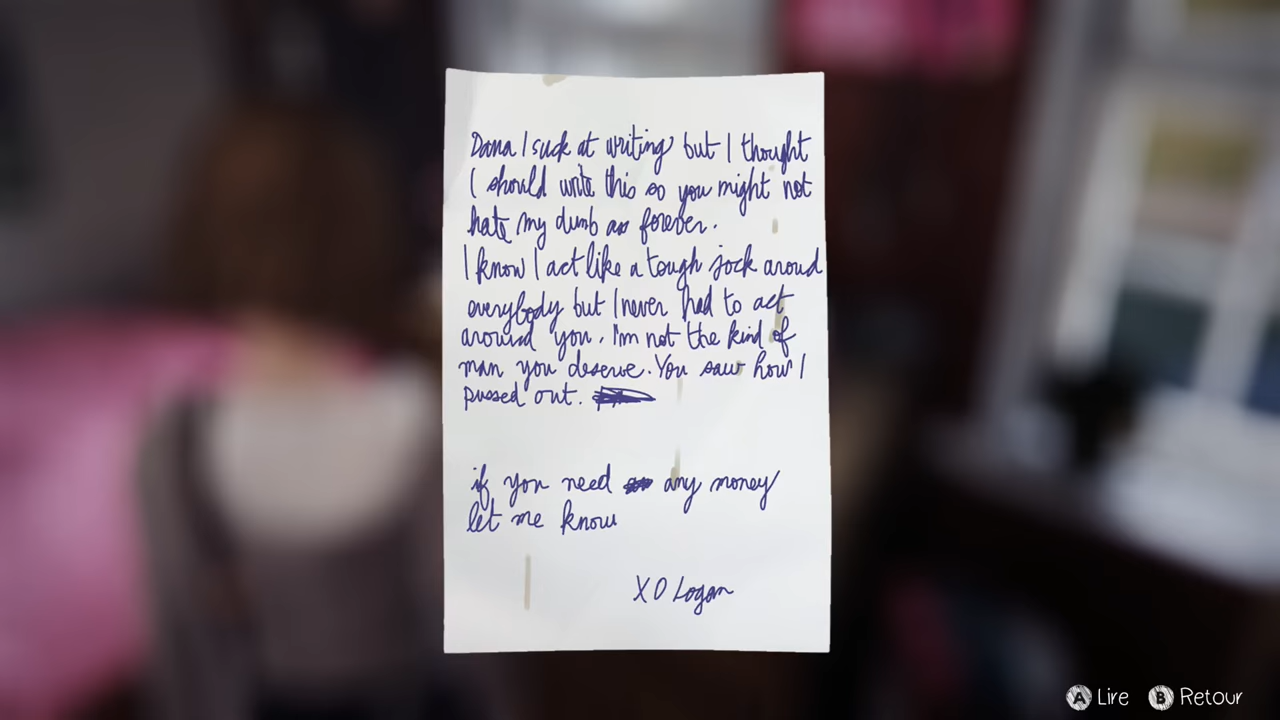 Dana I suck at writing but I thought
I should write this so you might not
hate my dumb ass forever.
I know I act like a tough jock aroud
everybody but I never had to act
around you. I'm not the kind of
man you deserve. You saw how I
pussed out.
if you need any money
let me know
XO Logan
A Lire B Retour